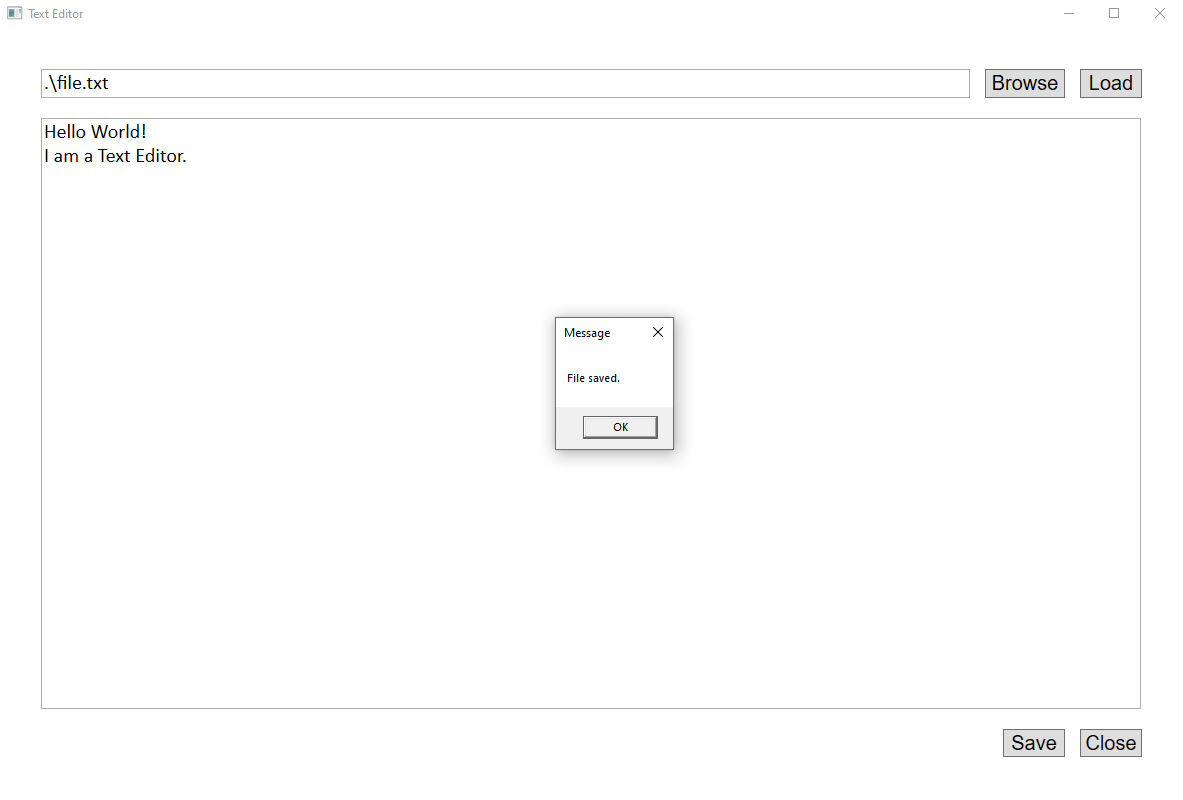 Text Editor
.\file.txt
Browse
Load
Hello World!
I am a Text Editor.
Message
File saved.
OK
Save
Close